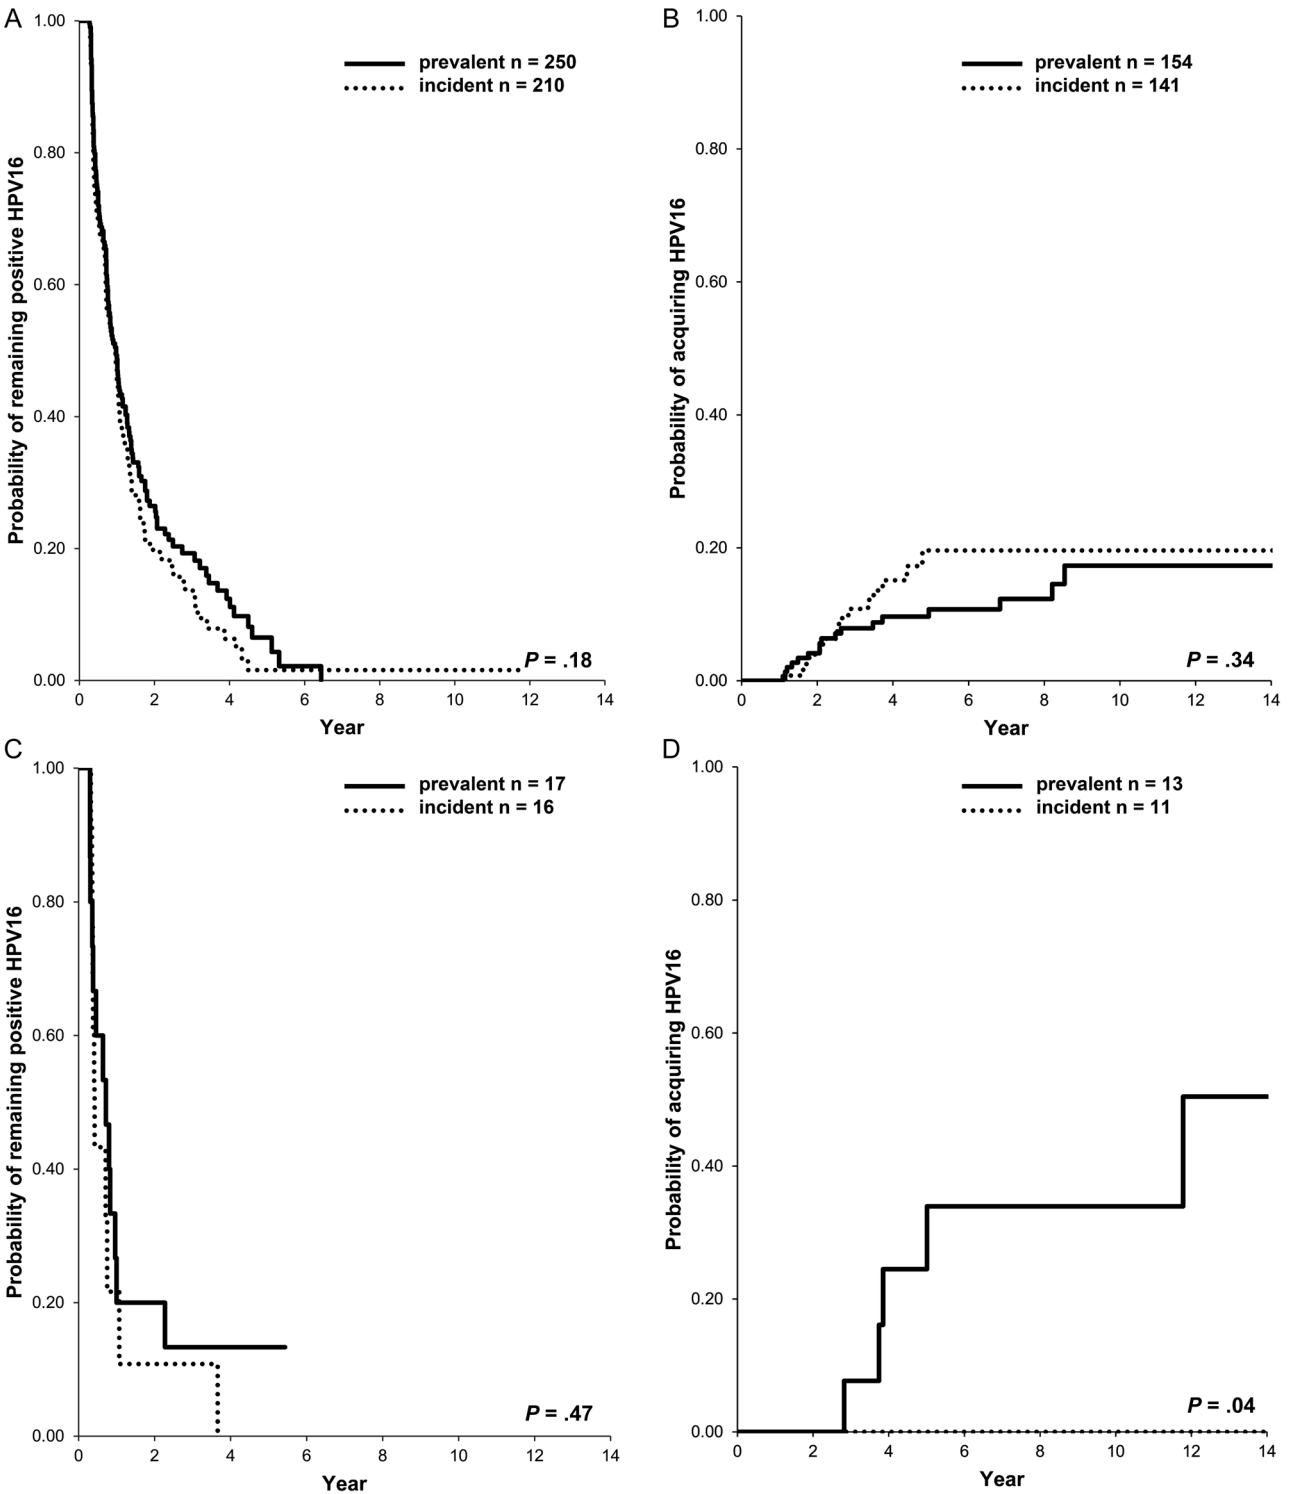 A
Probability of remaining positive HPV16
1.00
0.80
0.60
0.40
0.20
0.00
prevalent n = 250
incident n = 210
P = .18
0 2 4 6 8 10 12 14
Year
B
Probability of acquiring HPV16
1.00
0.80
0.60
0.40
0.20
0.00
prevalent n = 154
incident n = 141
P = .34
0 2 4 6 8 10 12 14
Year
C
Probability of remaining positive HPV16
1.00
0.80
0.60
0.40
0.20
0.00
prevalent n = 17
incident n = 16
P = .47
0 2 4 6 8 10 12 14
Year
D
Probability of acquiring HPV16
1.00
0.80
0.60
0.40
0.20
0.00
prevalent n = 13
incident n = 11
P = .04
0 2 4 6 8 10 12 14
Year